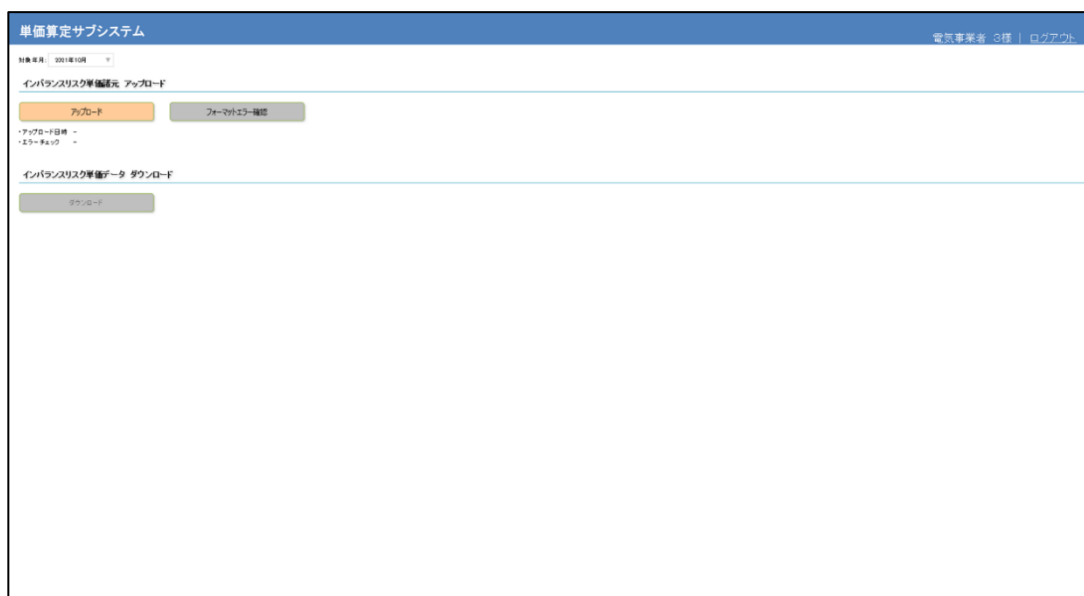 単価算定サブシステム
電気事業者 3様 | ログアウト
対象年月: 2001年10月 ▼
インバランスリスク単価諸元 アップロード
アップロード フォーマットエラー確認
・アップロード日時 -
・エラーチェック -
インバランスリスク単価データ ダウンロード
ダウンロード